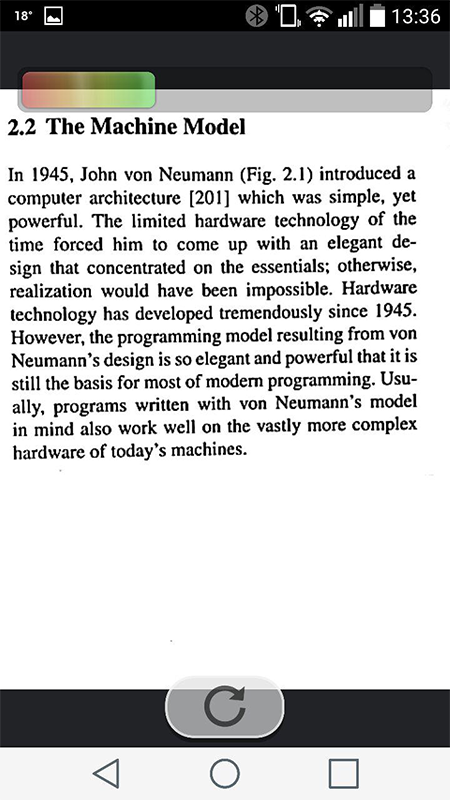 18°
13:36
2.2 The Machine Model
In 1945, John von Neumann (Fig. 2.1) introduced a
computer architecture [201] which was simple, yet
powerful. The limited hardware technology of the
time forced him to come up with an elegant de-
sign that concentrated on the essentials; otherwise,
realization would have been impossible. Hardware
technology has developed tremendously since 1945.
However, the programming model resulting from von
Neumann's design is so elegant and powerful that it is
still the basis for most of modern programming. Usu-
ally, programs written with von Neumann's model
in mind also work well on the vastly more complex
hardware of today's machines.